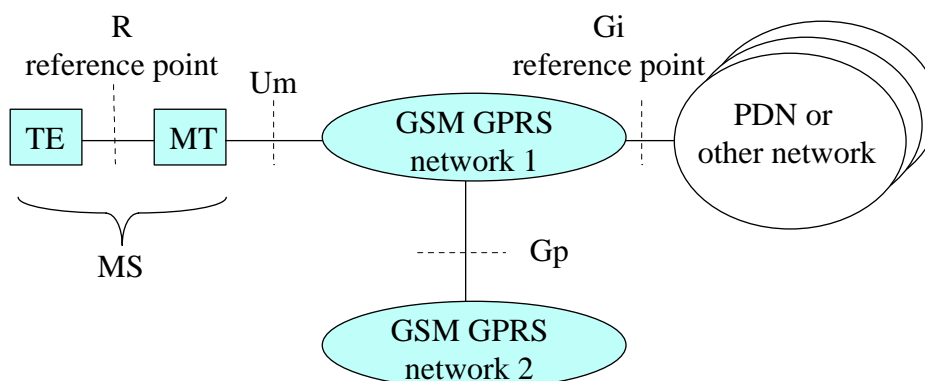 R
reference point
Gi
reference point
Um
TE
MT
GSM GPRS
network 1
PDN or
other network
MS
Gp
GSM GPRS
network 2